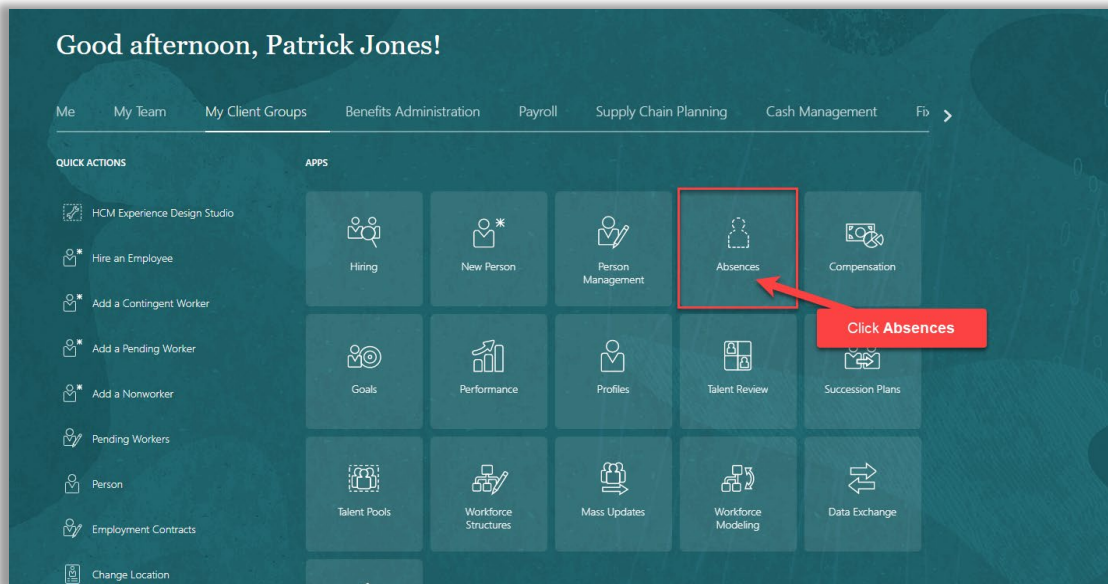 Good afternoon, Patrick Jones!
Me My Team My Client Groups Benefits Administration Payroll Supply Chain Planning Cash Management
QUICK ACTIONS
HCM Experience Design Studio
Hire an Employee
Add a Contingent Worker
Add a Pending Worker
Add a Nonworker
Pending Workers
Person
Employment Contracts
Change Location
APPS
Hiring
New Person
Person
Management
Absences
Compensation
Click Absences
Goals
Performance
Profiles
Talent Review
Succession Plans
Talent Pools
Workforce
Structures
Mass Updates
Workforce
Modeling
Data Exchange